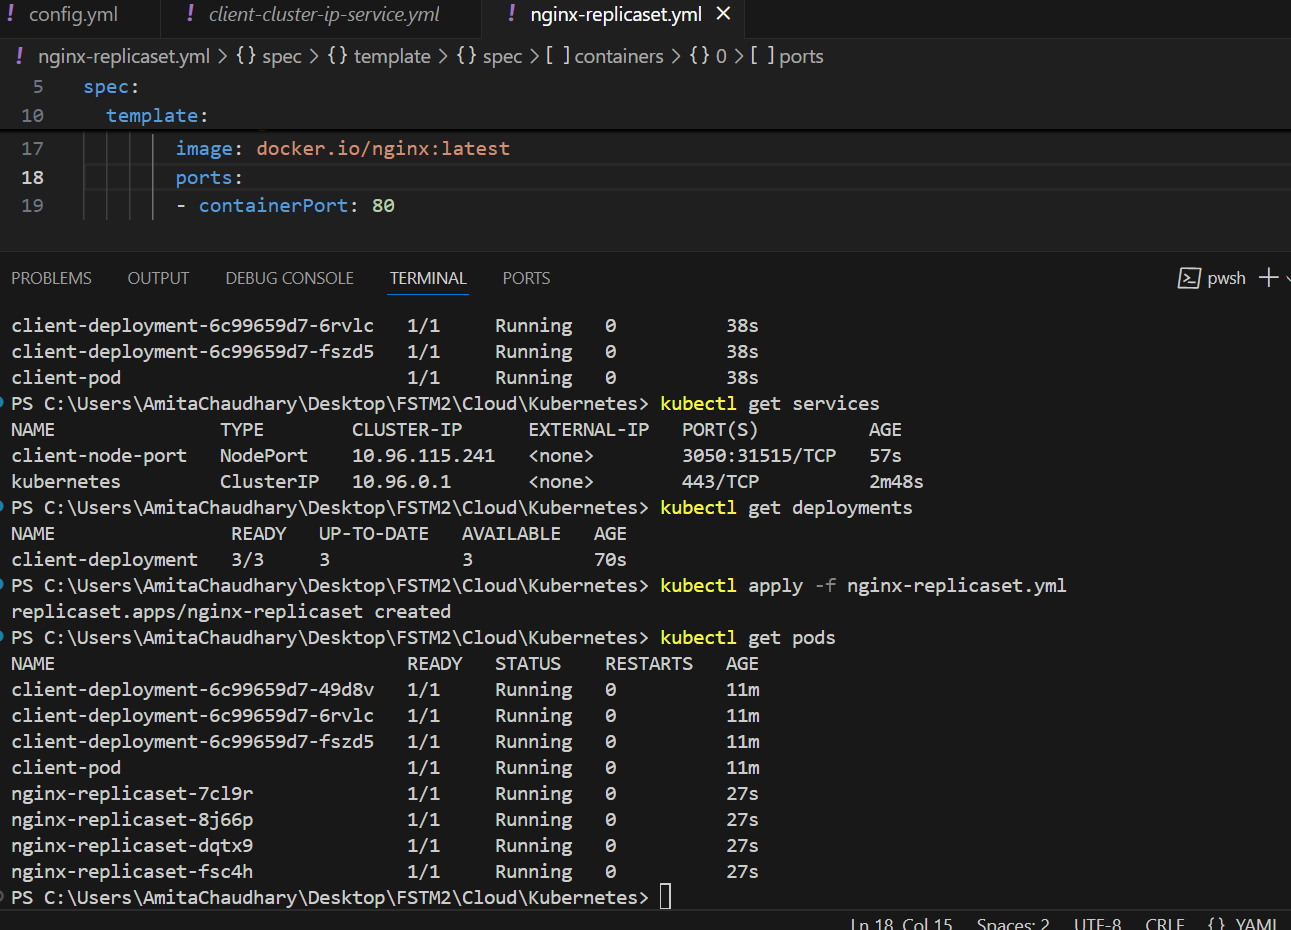 ! config.yml ! client-cluster-ip-service.yml ! nginx-replicaset.yml ×
! nginx-replicaset.yml > {} spec > {} template > {} spec > [ ] containers > {} 0 > [ ] ports
5 spec:
10 template:
17 image: docker.io/nginx:latest
18 ports:
19 - containerPort: 80
PROBLEMS OUTPUT DEBUG CONSOLE TERMINAL PORTS pwsh +
client-deployment-6c99659d7-6rvlc 1/1 Running 0 38s
client-deployment-6c99659d7-fszd5 1/1 Running 0 38s
client-pod 1/1 Running 0 38s
PS C:\Users\AmitaChaudhary\Desktop\FSTM2\Cloud\Kubernetes> kubectl get services
NAME TYPE CLUSTER-IP EXTERNAL-IP PORT(S) AGE
client-node-port NodePort 10.96.115.241 <none> 3050:31515/TCP 57s
kubernetes ClusterIP 10.96.0.1 <none> 443/TCP 2m48s
PS C:\Users\AmitaChaudhary\Desktop\FSTM2\Cloud\Kubernetes> kubectl get deployments
NAME READY UP-TO-DATE AVAILABLE AGE
client-deployment 3/3 3 3 70s
PS C:\Users\AmitaChaudhary\Desktop\FSTM2\Cloud\Kubernetes> kubectl apply -f nginx-replicaset.yml
replicaset.apps/nginx-replicaset created
PS C:\Users\AmitaChaudhary\Desktop\FSTM2\Cloud\Kubernetes> kubectl get pods
NAME READY STATUS RESTARTS AGE
client-deployment-6c99659d7-49d8v 1/1 Running 0 11m
client-deployment-6c99659d7-6rvlc 1/1 Running 0 11m
client-deployment-6c99659d7-fszd5 1/1 Running 0 11m
client-pod 1/1 Running 0 11m
nginx-replicaset-7cl9r 1/1 Running 0 27s
nginx-replicaset-8j66p 1/1 Running 0 27s
nginx-replicaset-dqtx9 1/1 Running 0 27s
nginx-replicaset-fsc4h 1/1 Running 0 27s
PS C:\Users\AmitaChaudhary\Desktop\FSTM2\Cloud\Kubernetes>
Ln 18, Col 15 Spaces: 2 UTF-8 CRLF {} YAML